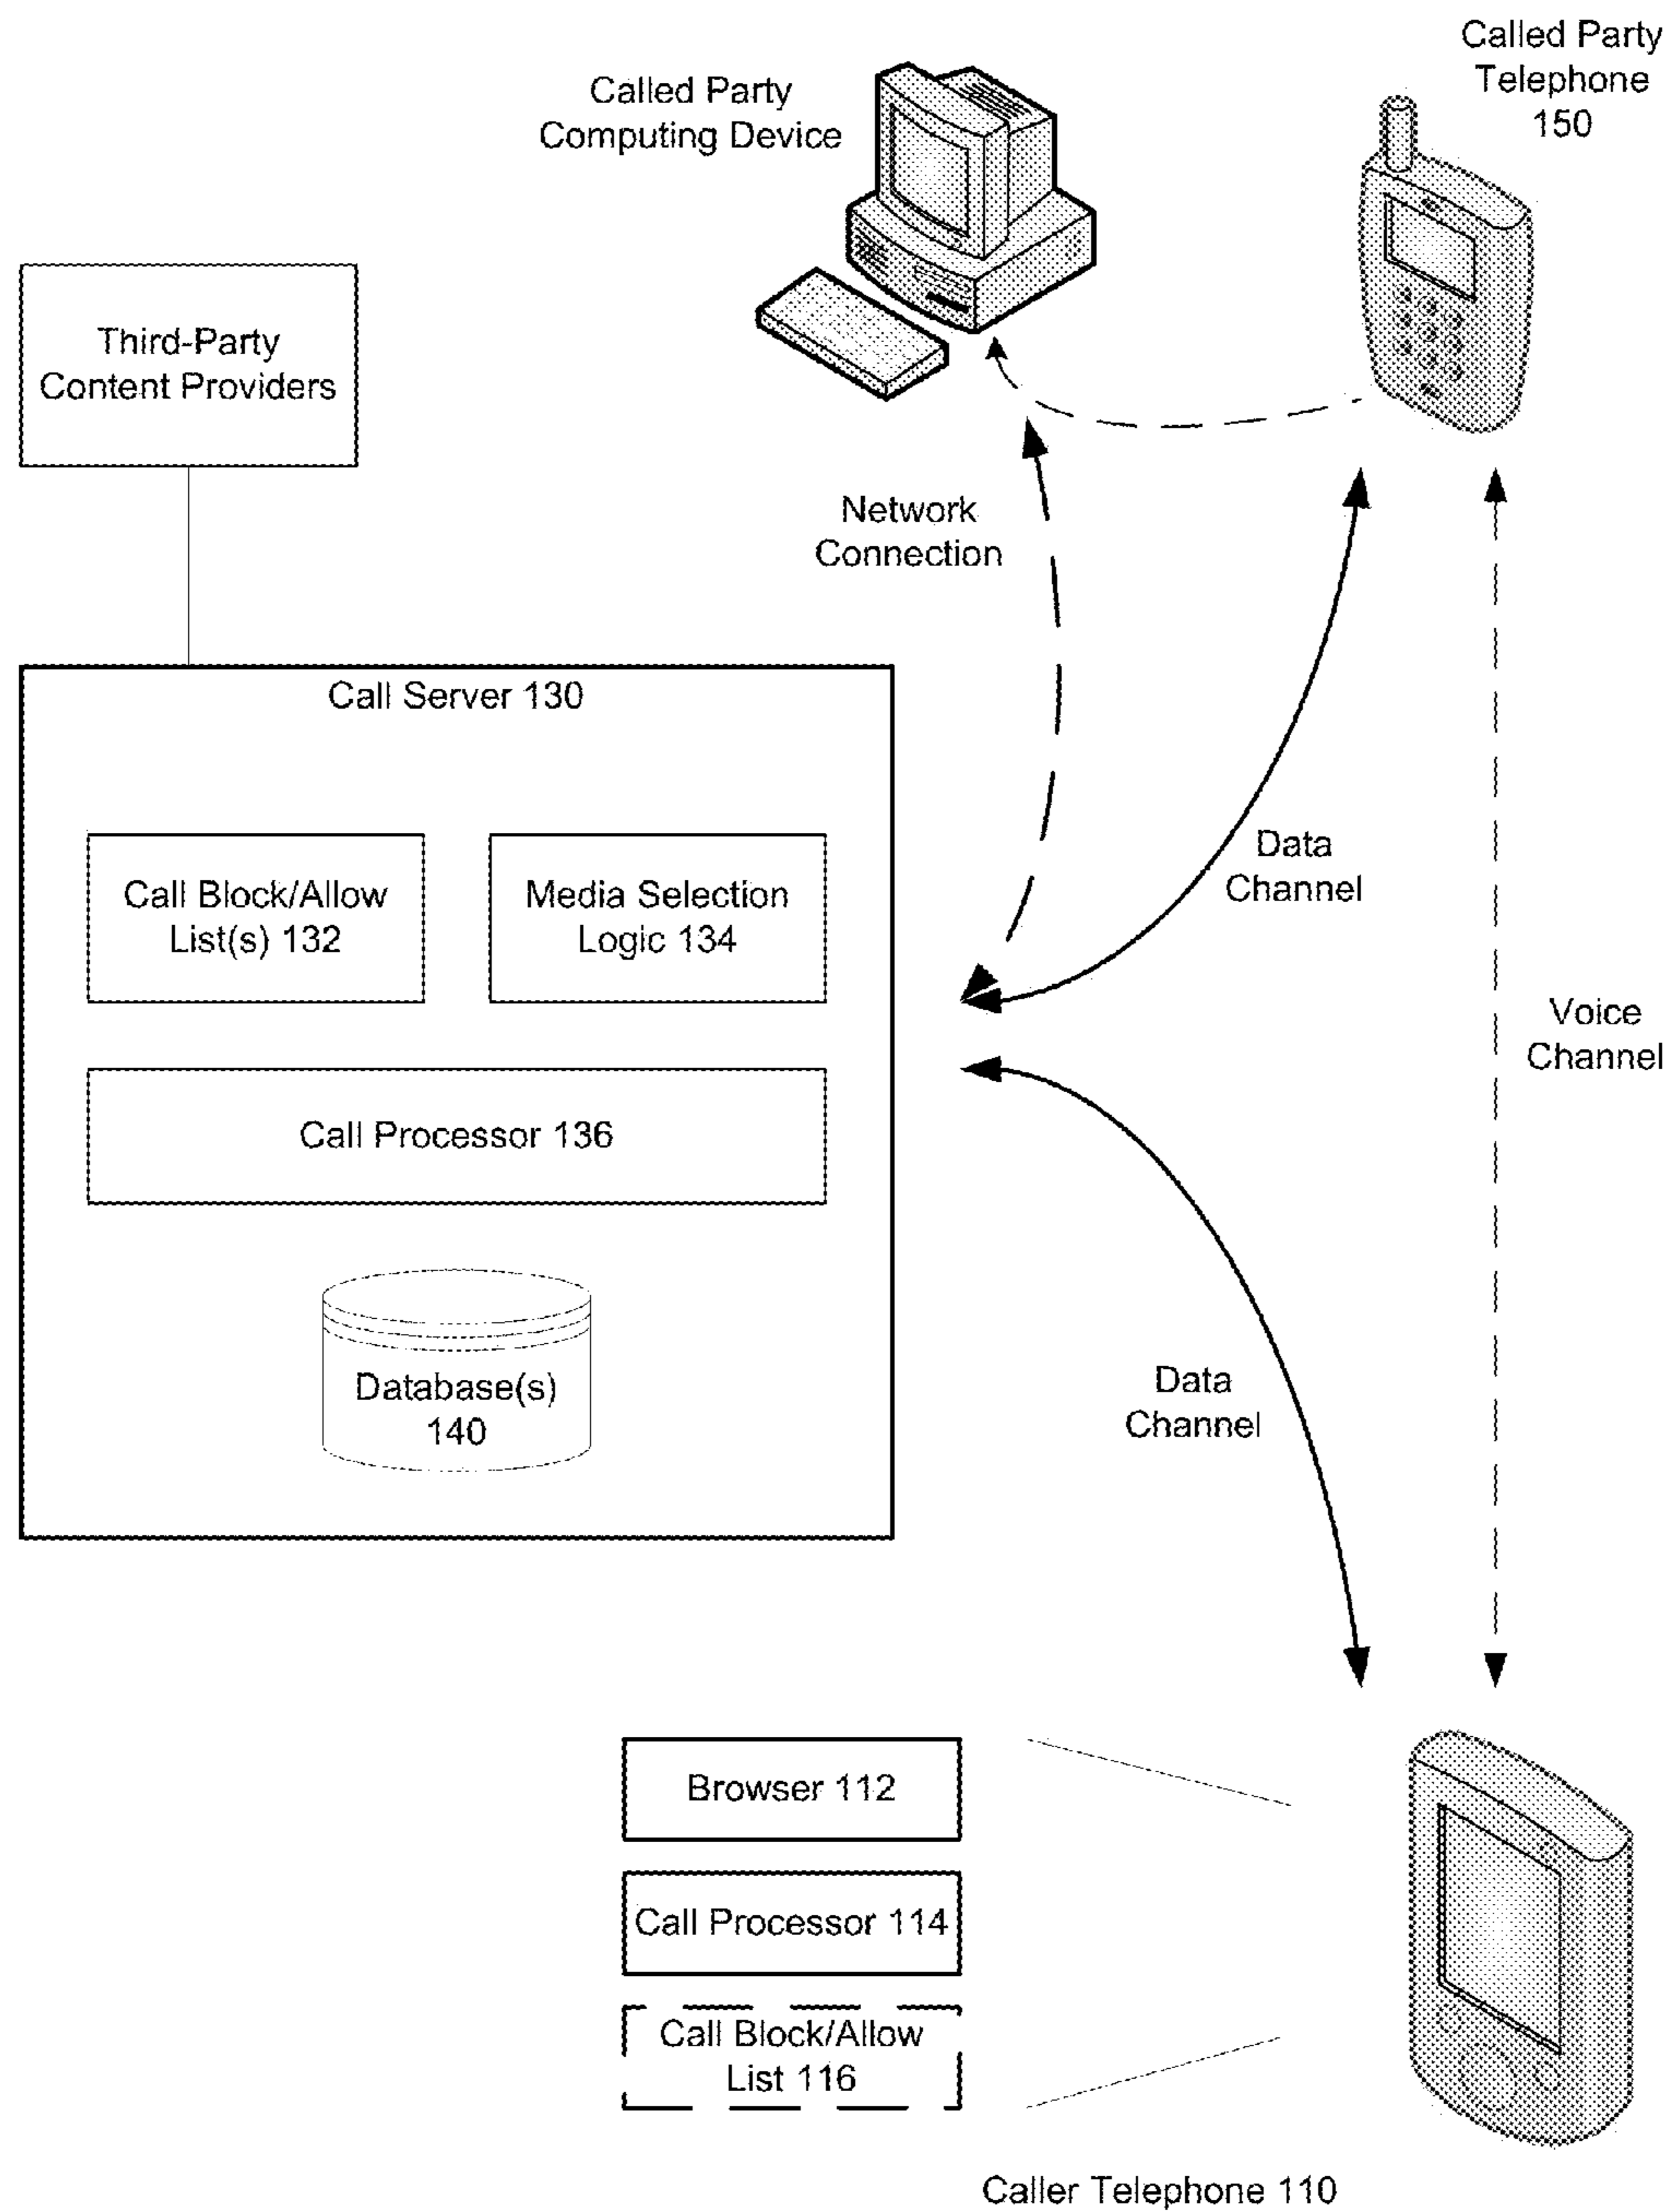 Called Party
Telephone
150
Called Party
Computing Device
Third-Party
Content Providers
Network
Connection
Call Server 130
Call Block/Allow
List(s) 132
Media Selection
Logic 134
Data
Channel
Voice
Channel
Call Processor 136
Database(s)
140
Data
Channel
Browser 112
Call Processor 114
Call Block/Allow
List 116
Caller Telephone 110